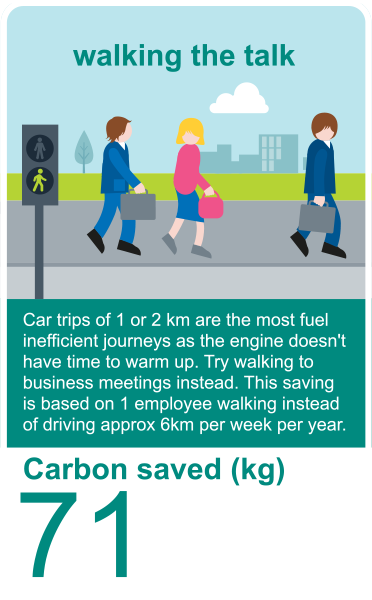 walking the talk
Car trips of 1 or 2 km are the most fuel
inefficient journeys as the engine doesn't
have time to warm up. Try walking to
business meetings instead. This saving
is based on 1 employee walking instead
of driving approx 6km per week per year.
Carbon saved (kg)
71